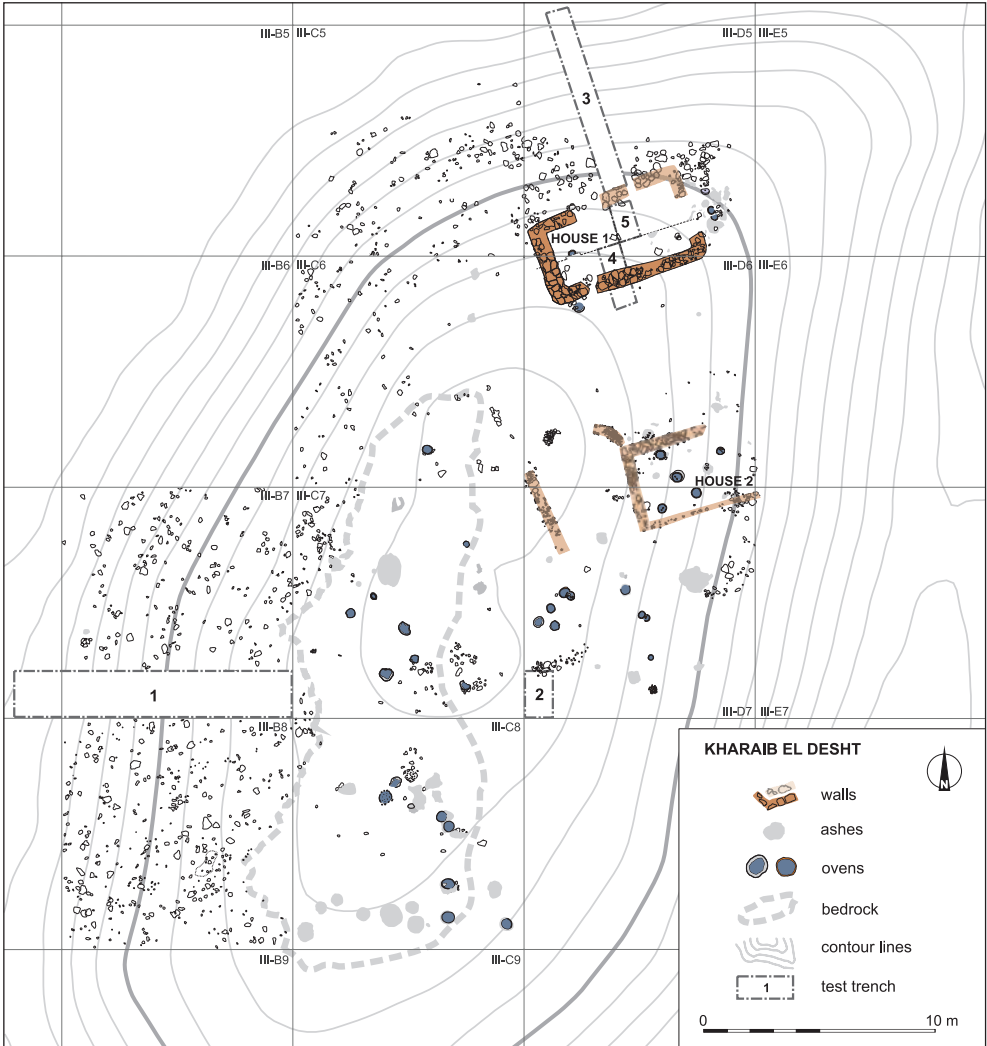 III-B5 III-C5
III-D5 III-E5
3
5
HOUSE 1
4
III-B6 III-C6
III-D6 III-E6
HOUSE 2
III-B7 III-C7
1
2
III-D7 III-E7
III-B8
III-C8
III-B9
III-C9
KHARAIB EL DESHT
N
walls
ashes
ovens
bedrock
contour lines
1
test trench
0
10 m